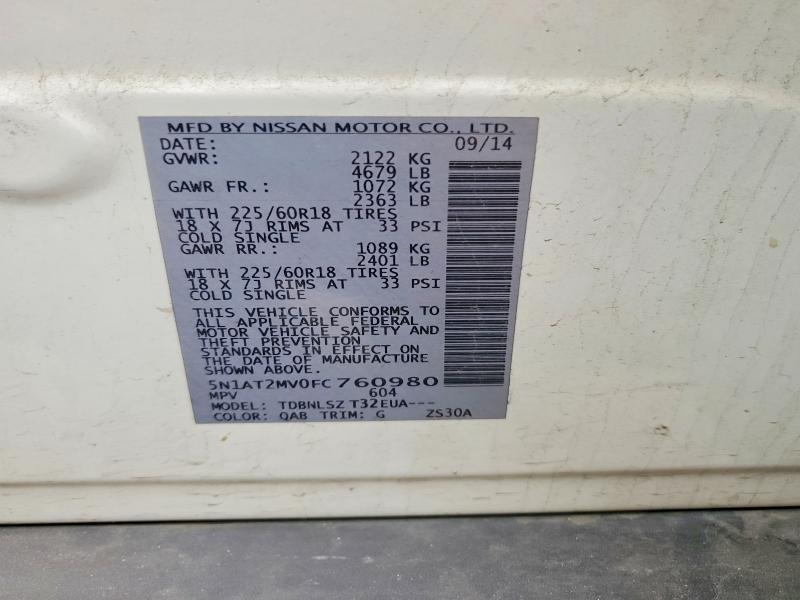 MFD BY NISSAN MOTOR CO., LTD.
DATE: 09/14
GVWR: 2122 KG
4679 LB
GAWR FR.: 1072 KG
2363 LB
WITH 225/60R18 TIRES
18 X 7J RIMS AT 33 PSI
COLD SINGLE
GAWR RR.: 1089 KG
2401 LB
WITH 225/60R18 TIRES
18 X 7J RIMS AT 33 PSI
COLD SINGLE
THIS VEHICLE CONFORMS TO
ALL APPLICABLE FEDERAL
MOTOR VEHICLE SAFETY AND
THEFT PREVENTION
STANDARDS IN EFFECT ON
THE DATE OF MANUFACTURE
SHOWN ABOVE.
5N1AT2MV0FC760980
MPV 604
MODEL: TDBNLSZ T32EUA---
COLOR: QAB TRIM: G ZS30A